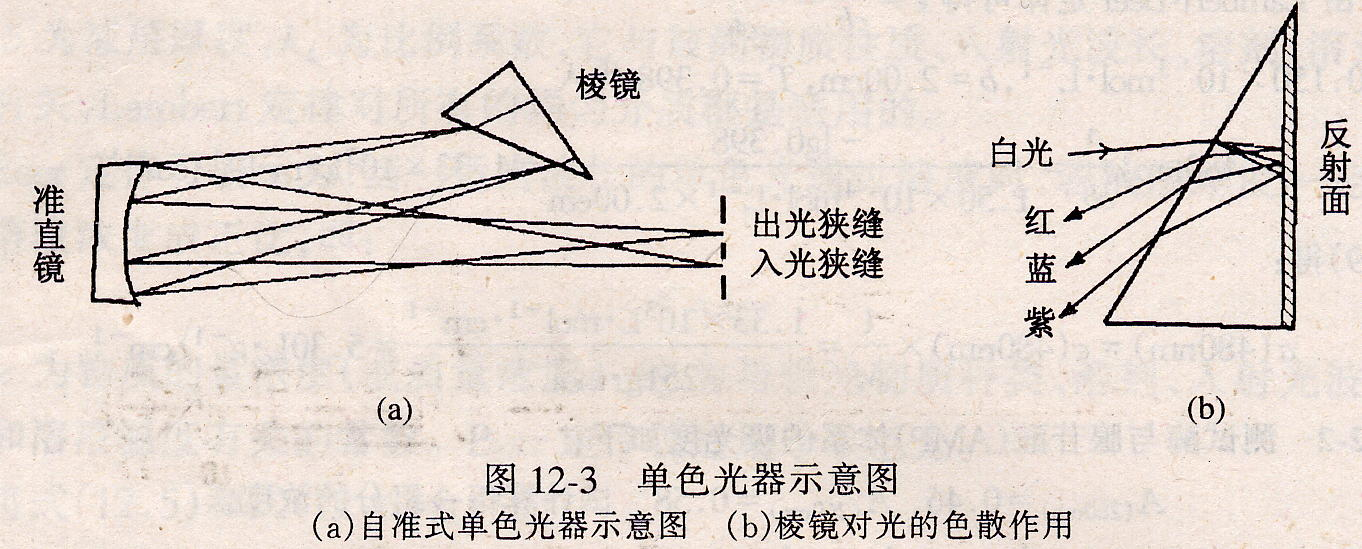 棱镜
准直镜
出光狭缝
入光狭缝
(a)
白光
红
蓝
紫
反射面
(b)
图 12-3 单色光器示意图
(a)自准式单色光器示意图 (b)棱镜对光的色散作用